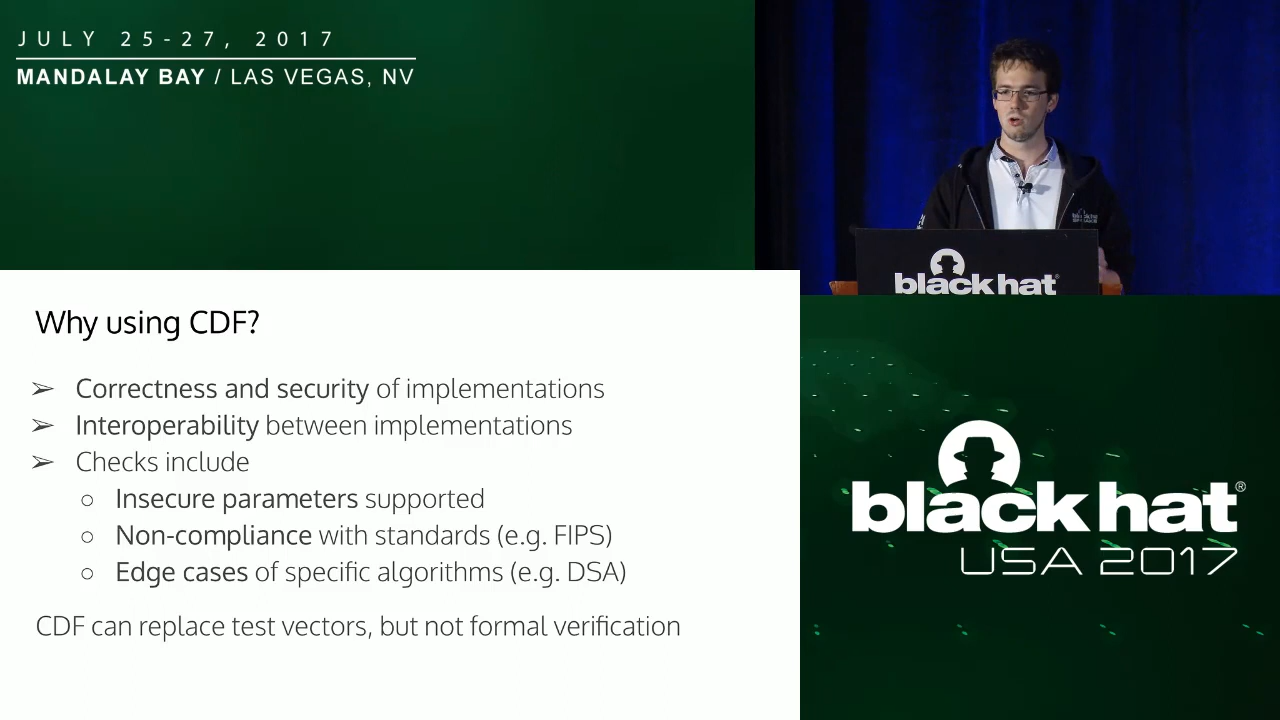 JULY 25-27, 2017
MANDALAY BAY / LAS VEGAS, NV
black hat®
Why using CDF?
➢ Correctness and security of implementations
➢ Interoperability between implementations
➢ Checks include
○ Insecure parameters supported
○ Non-compliance with standards (e.g. FIPS)
○ Edge cases of specific algorithms (e.g. DSA)
CDF can replace test vectors, but not formal verification
black hat®
USA 2017